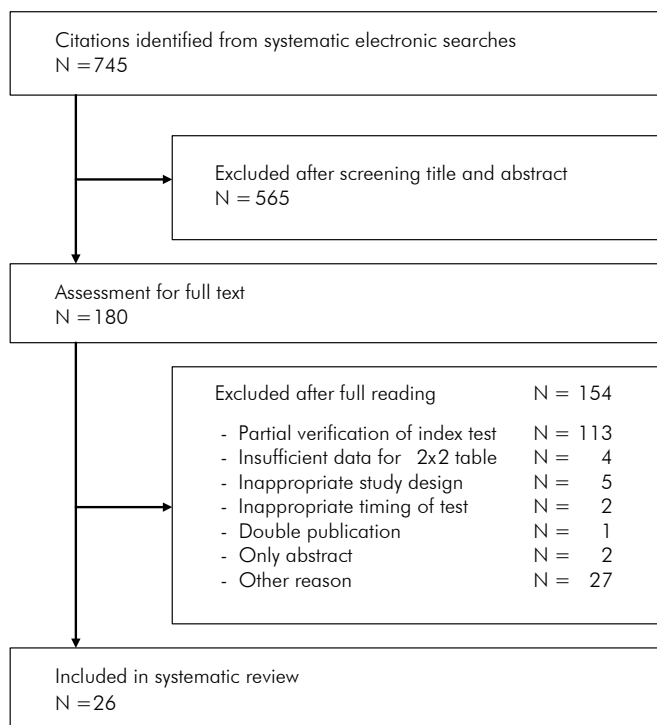 Citations identified from systematic electronic searches
N =745
Excluded after screening title and abstract
N = 565
Assessment for full text
N =180
Excluded after full reading N = 154
- Partial verification of index test N = 113
- Insufficient data for 2x2 table N = 4
- Inappropriate study design N = 5
- Inappropriate timing of test N = 2
- Double publication N = 1
- Only abstract N = 2
- Other reason N = 27
Included in systematic review
N =26